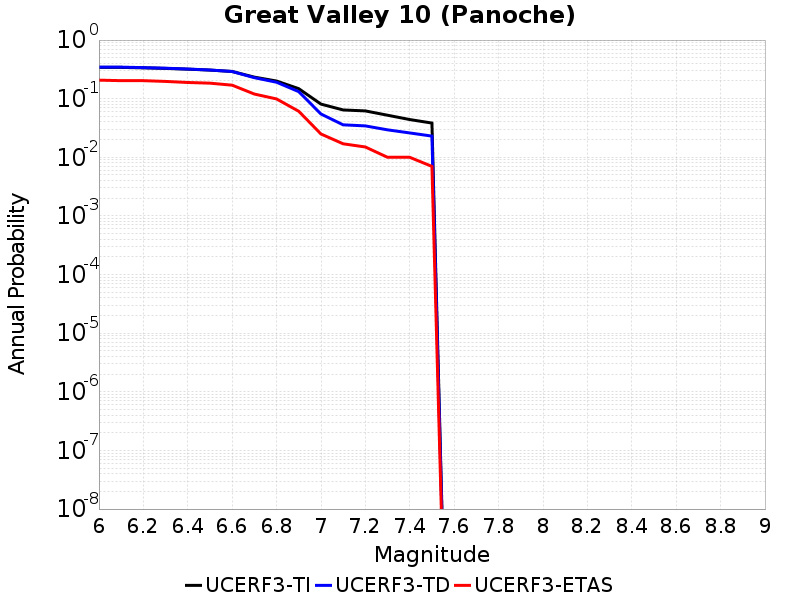 Great Valley 10 (Panoche)
10^0
10^-1
10^-2
10^-3
10^-4
10^-5
10^-6
10^-7
10^-8
Annual Probability
6 6.2 6.4 6.6 6.8 7 7.2 7.4 7.6 7.8 8 8.2 8.4 8.6 8.8 9
Magnitude
UCERF3-TI UCERF3-TD UCERF3-ETAS